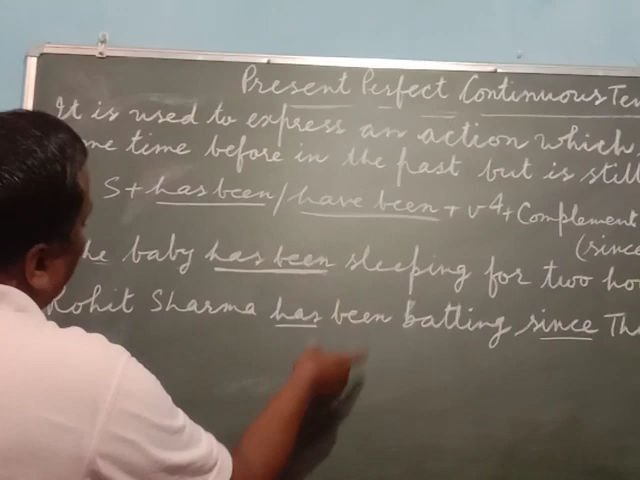 Present Perfect Continuous Te
It is used to express an action which
me time before in the past but is still
S + has been / have been + v⁴ + Complement
(since
he baby has been sleeping for two ho
Rohit Sharma has been batting since Th